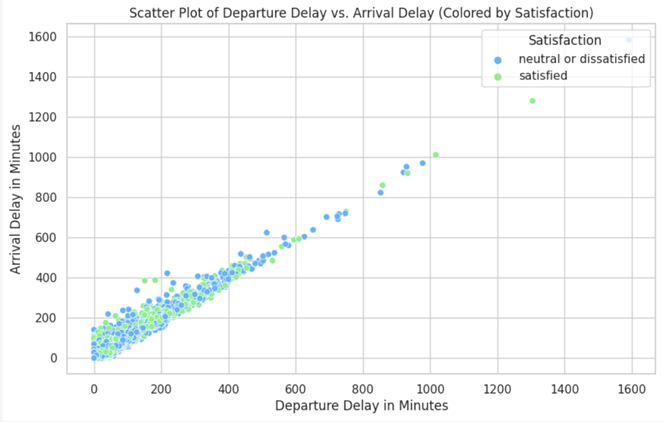 Scatter Plot of Departure Delay vs. Arrival Delay (Colored by Satisfaction)
Satisfaction
neutral or dissatisfied
satisfied
Arrival Delay in Minutes
1600
1400
1200
1000
800
600
400
200
0
0 200 400 600 800 1000 1200 1400 1600
Departure Delay in Minutes